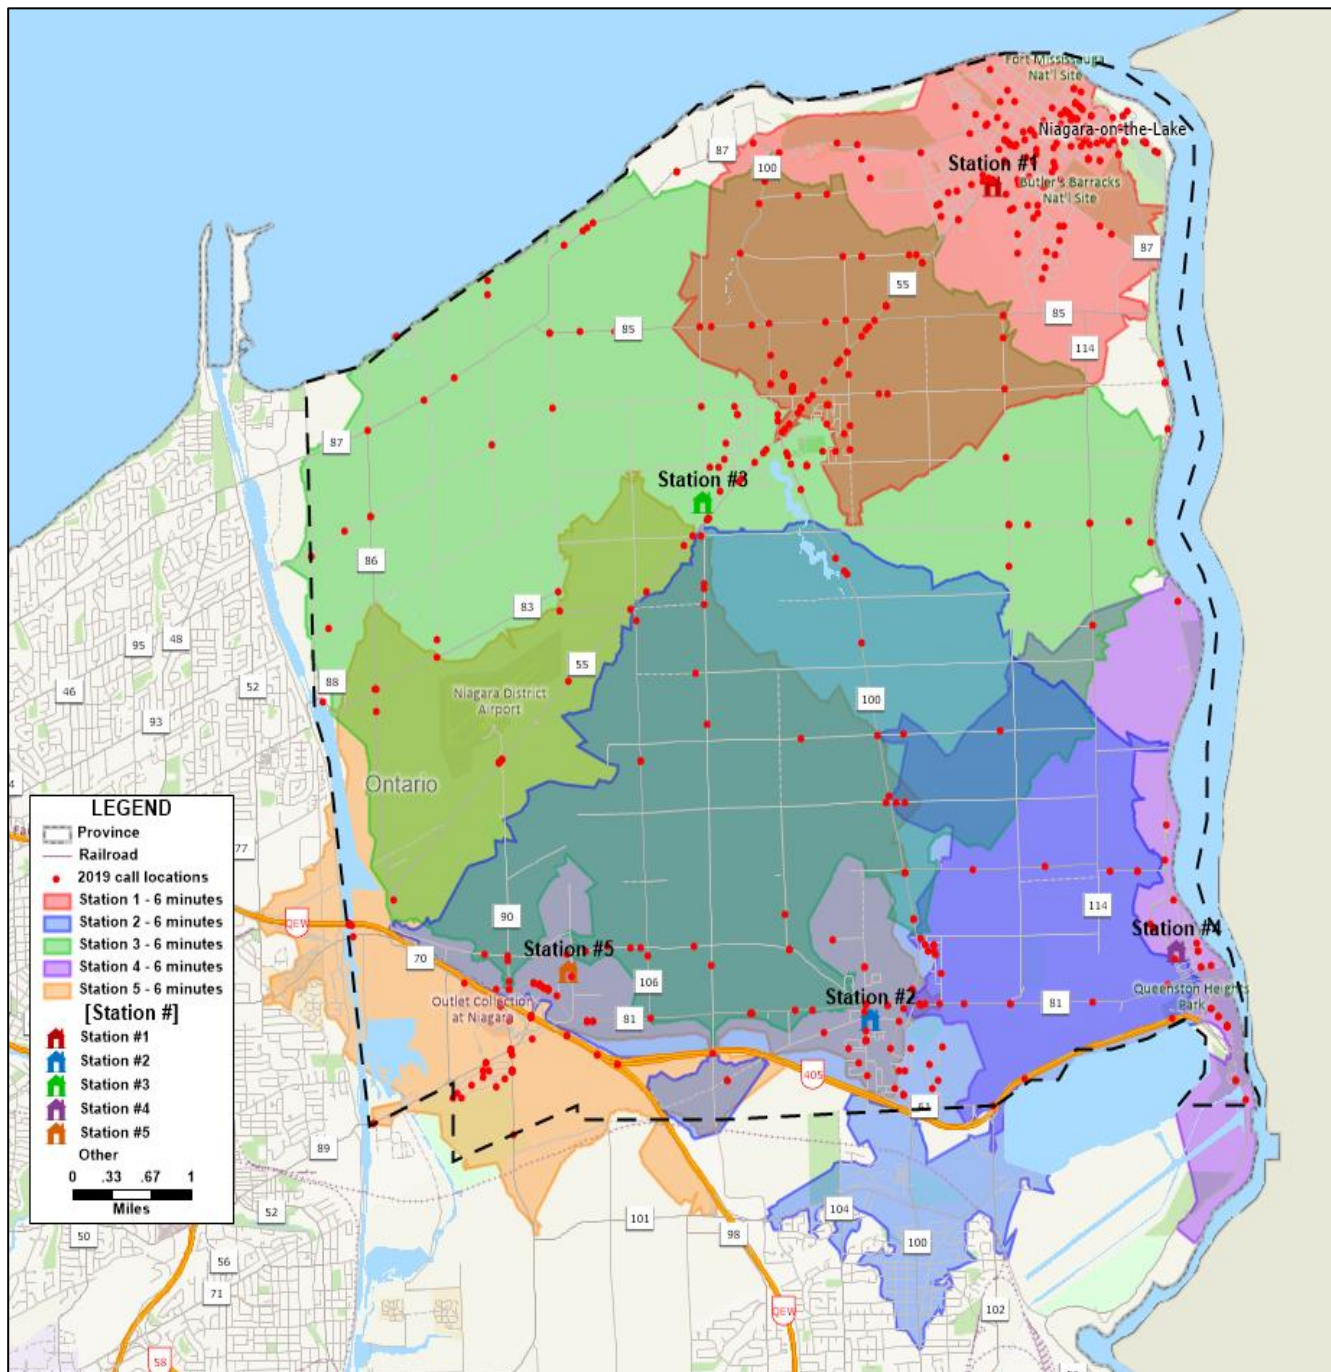 Fort Mississauga
Nat'l Site
Niagara-on-the-Lake
87
100
Station #1
Butler's Barracks
Nat'l Site
87
55
85
85
114
87
Station #3
86
83
95
48
55
46
52
88
93
Niagara District
Airport
100
Ontario
LEGEND
Province
Railroad
2019 call locations
Station 1 - 6 minutes
Station 2 - 6 minutes
Station 3 - 6 minutes
Station 4 - 6 minutes
Station 5 - 6 minutes
[Station #]
Station #1
Station #2
Station #3
Station #4
Station #5
Other
0 .33 .67 1
Miles
77
QEW
90
114
70
Station #5
Station #4
106
Outlet Collection
at Niagara
81
Station #2
81
Queenston Heights
Park
405
61
89
52
101
104
50
98
100
56
71
QEW
102
58